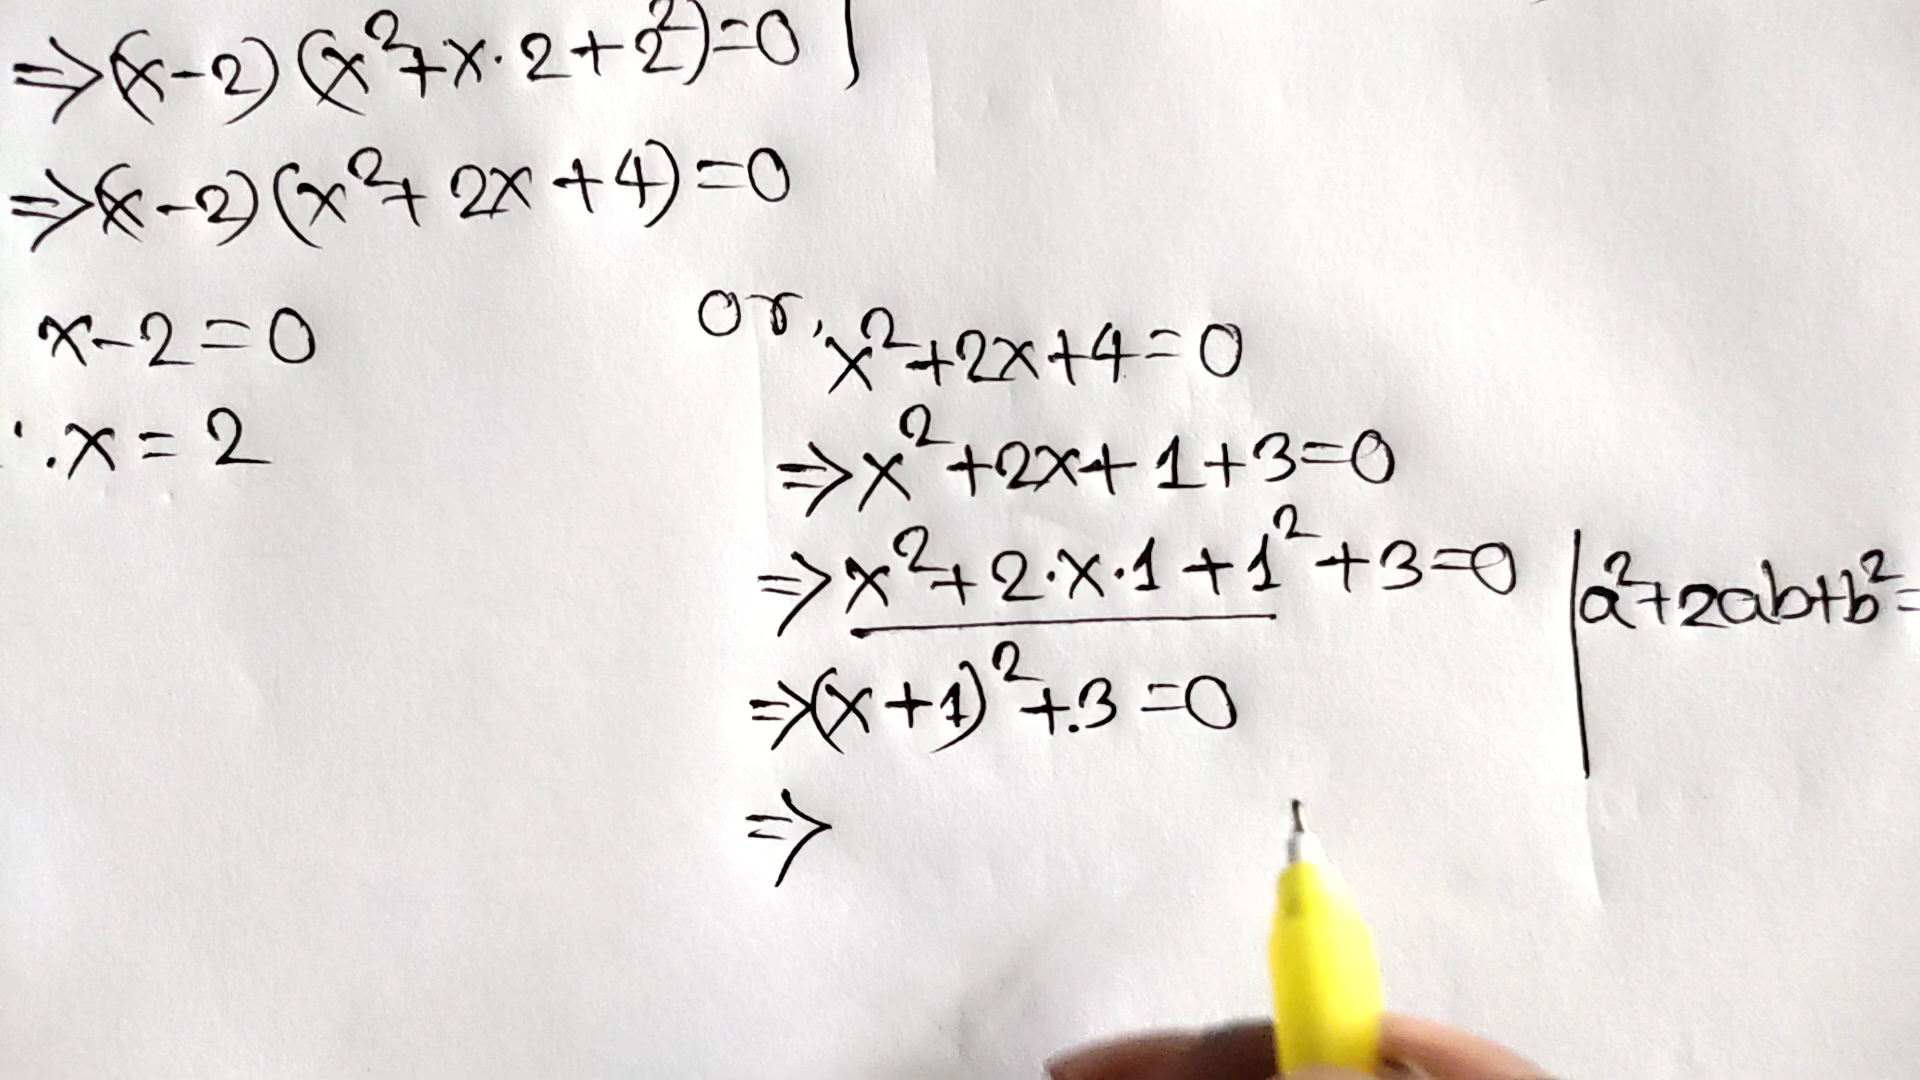 ⇒(x-2)(x²+x·2+2²)=0
⇒(x-2)(x²+2x+4)=0
x-2=0
∴x=2
or, x²+2x+4=0
⇒x²+2x+1+3=0
⇒x²+2·x·1+1²+3=0 |a²+2ab+b²=
⇒(x+1)²+3=0
⇒